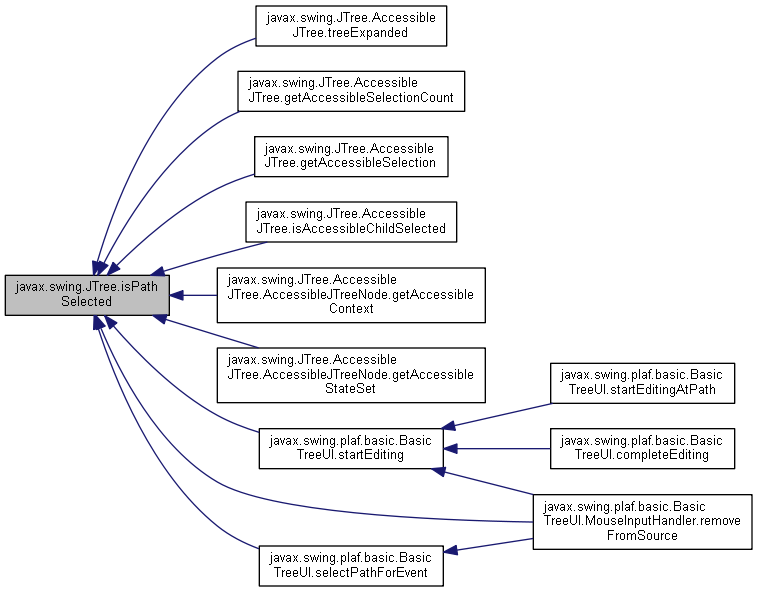 javax.swing.JTree.Accessible
JTree.treeExpanded
javax.swing.JTree.Accessible
JTree.getAccessibleSelectionCount
javax.swing.JTree.Accessible
JTree.getAccessibleSelection
javax.swing.JTree.Accessible
JTree.isAccessibleChildSelected
javax.swing.JTree.isPath
Selected
javax.swing.JTree.Accessible
JTree.AccessibleJTreeNode.getAccessible
Context
javax.swing.JTree.Accessible
JTree.AccessibleJTreeNode.getAccessible
StateSet
javax.swing.plaf.basic.Basic
TreeUI.startEditingAtPath
javax.swing.plaf.basic.Basic
TreeUI.startEditing
javax.swing.plaf.basic.Basic
TreeUI.completeEditing
javax.swing.plaf.basic.Basic
TreeUI.MouseInputHandler.remove
FromSource
javax.swing.plaf.basic.Basic
TreeUI.selectPathForEvent